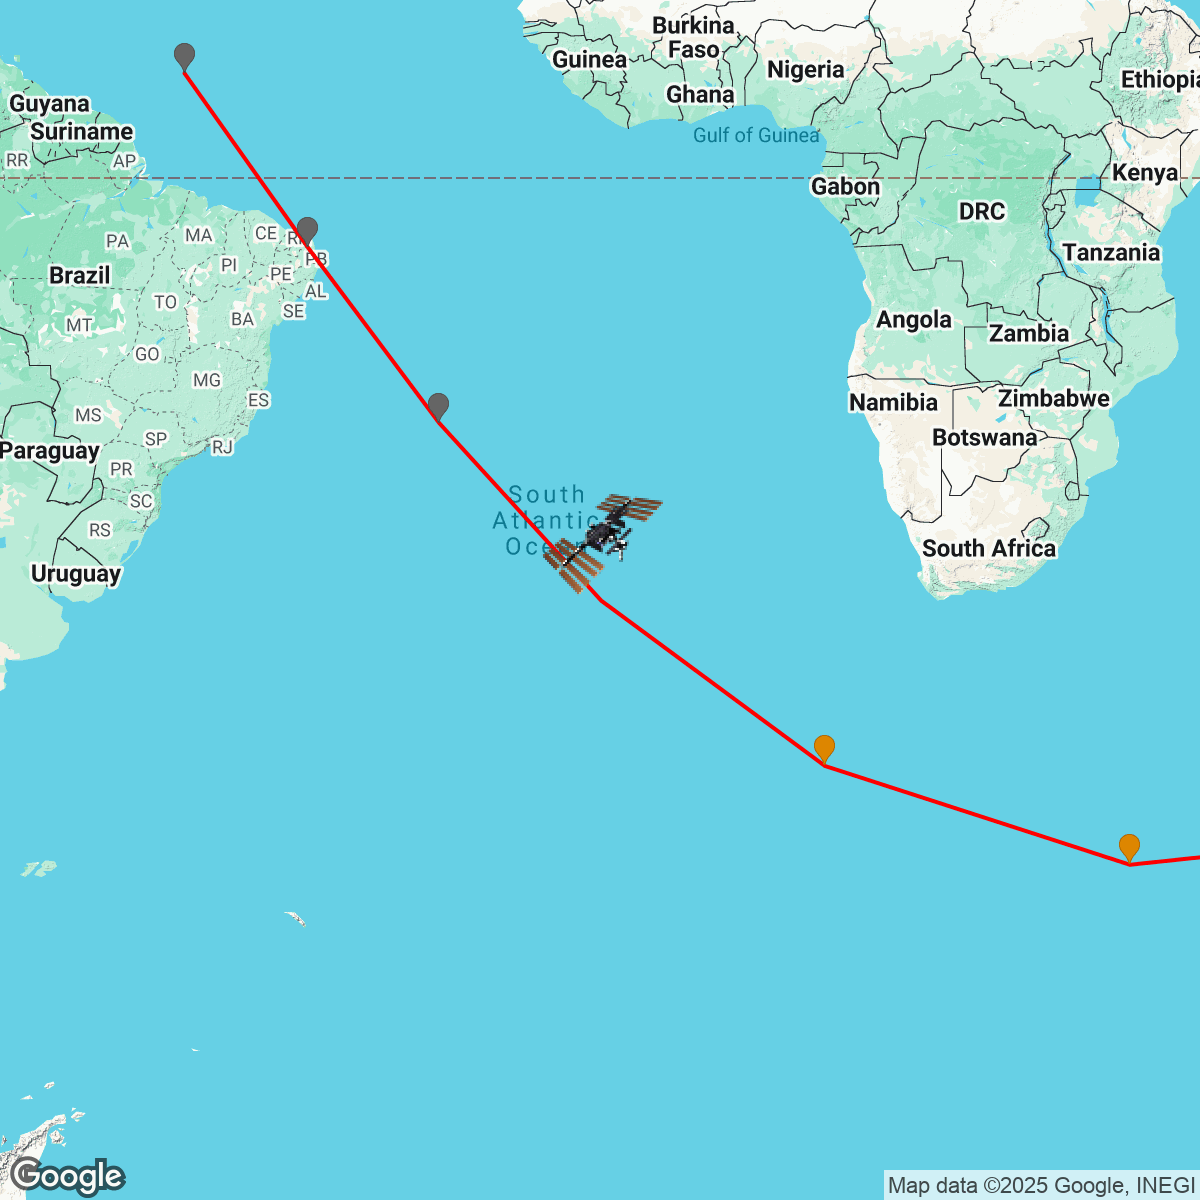 Burkina
Faso
Guinea
Nigeria
Ethiopia
Ghana
Guyana
Suriname
Gulf of Guinea
RR
AP
Kenya
Gabon
DRC
MA
CE
PA
Tanzania
PB
PI
PE
Brazil
AL
TO
SE
BA
Angola
MT
Zambia
GO
MG
ES
Zimbabwe
Namibia
MS
SP
Botswana
RJ
Paraguay
PR
South
SC
Atlantic
RS
South Africa
Uruguay
Google
Map data ©2025 Google, INEGI